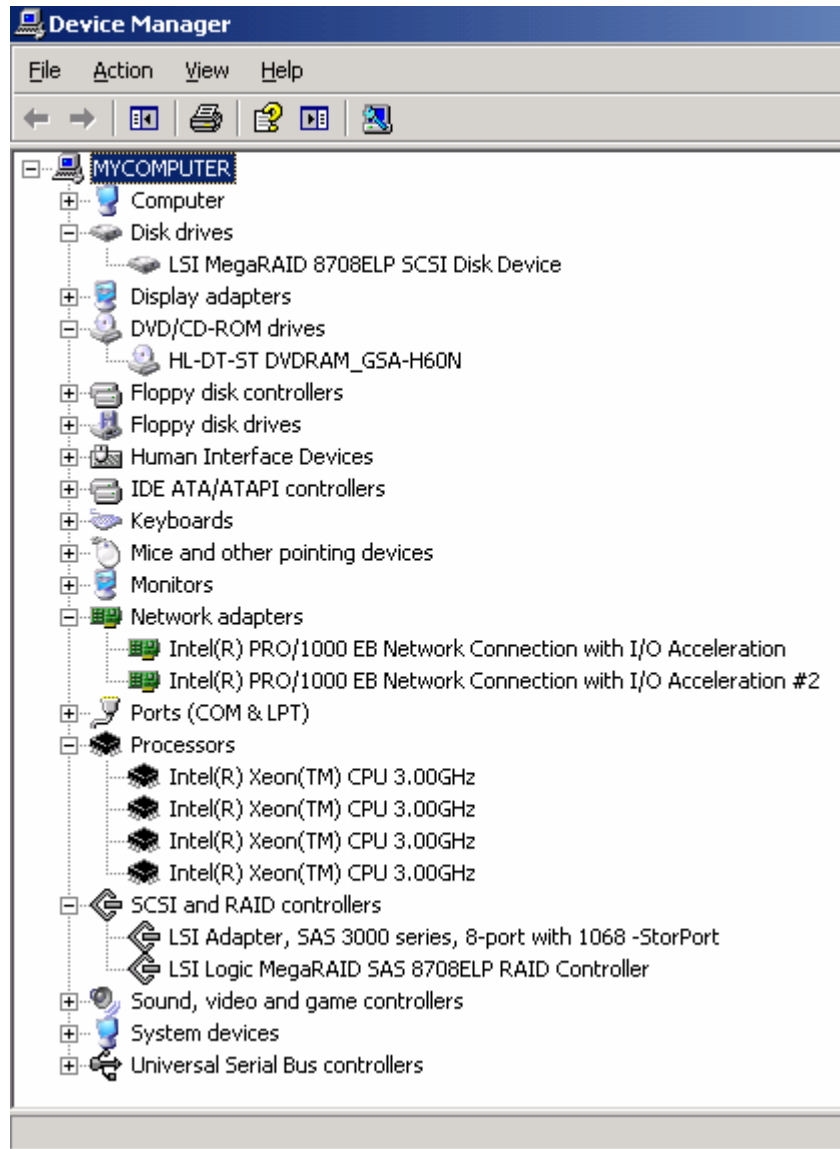 Device Manager
File Action View Help
MYCOMPUTER
Computer
Disk drives
LSI MegaRAID 8708ELP SCSI Disk Device
Display adapters
DVD/CD-ROM drives
HL-DT-ST DVDRAM_GSA-H60N
Floppy disk controllers
Floppy disk drives
Human Interface Devices
IDE ATA/ATAPI controllers
Keyboards
Mice and other pointing devices
Monitors
Network adapters
Intel(R) PRO/1000 EB Network Connection with I/O Acceleration
Intel(R) PRO/1000 EB Network Connection with I/O Acceleration #2
Ports (COM & LPT)
Processors
Intel(R) Xeon(TM) CPU 3.00GHz
Intel(R) Xeon(TM) CPU 3.00GHz
Intel(R) Xeon(TM) CPU 3.00GHz
Intel(R) Xeon(TM) CPU 3.00GHz
SCSI and RAID controllers
LSI Adapter, SAS 3000 series, 8-port with 1068 -StorPort
LSI Logic MegaRAID SAS 8708ELP RAID Controller
Sound, video and game controllers
System devices
Universal Serial Bus controllers